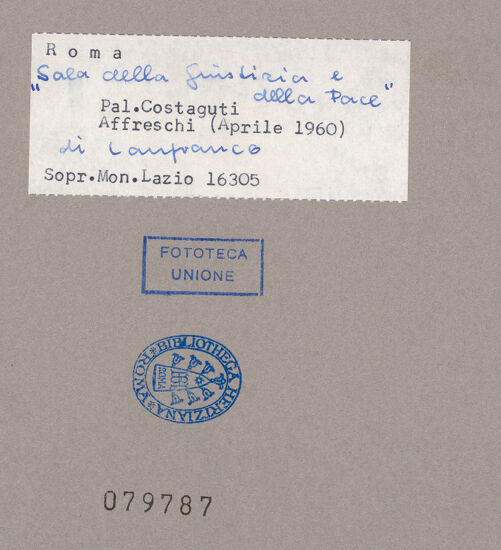 R o m a
"Sala della Giustizia e
della Pace"
Pal.Costaguti
Affreschi (Aprile 1960)
di Lanfranco
Sopr.Mon.Lazio 16305
FOTOTECA
UNIONE
*BIBLIOTHECA HERTZIANA*ROMA
ROMA
079787